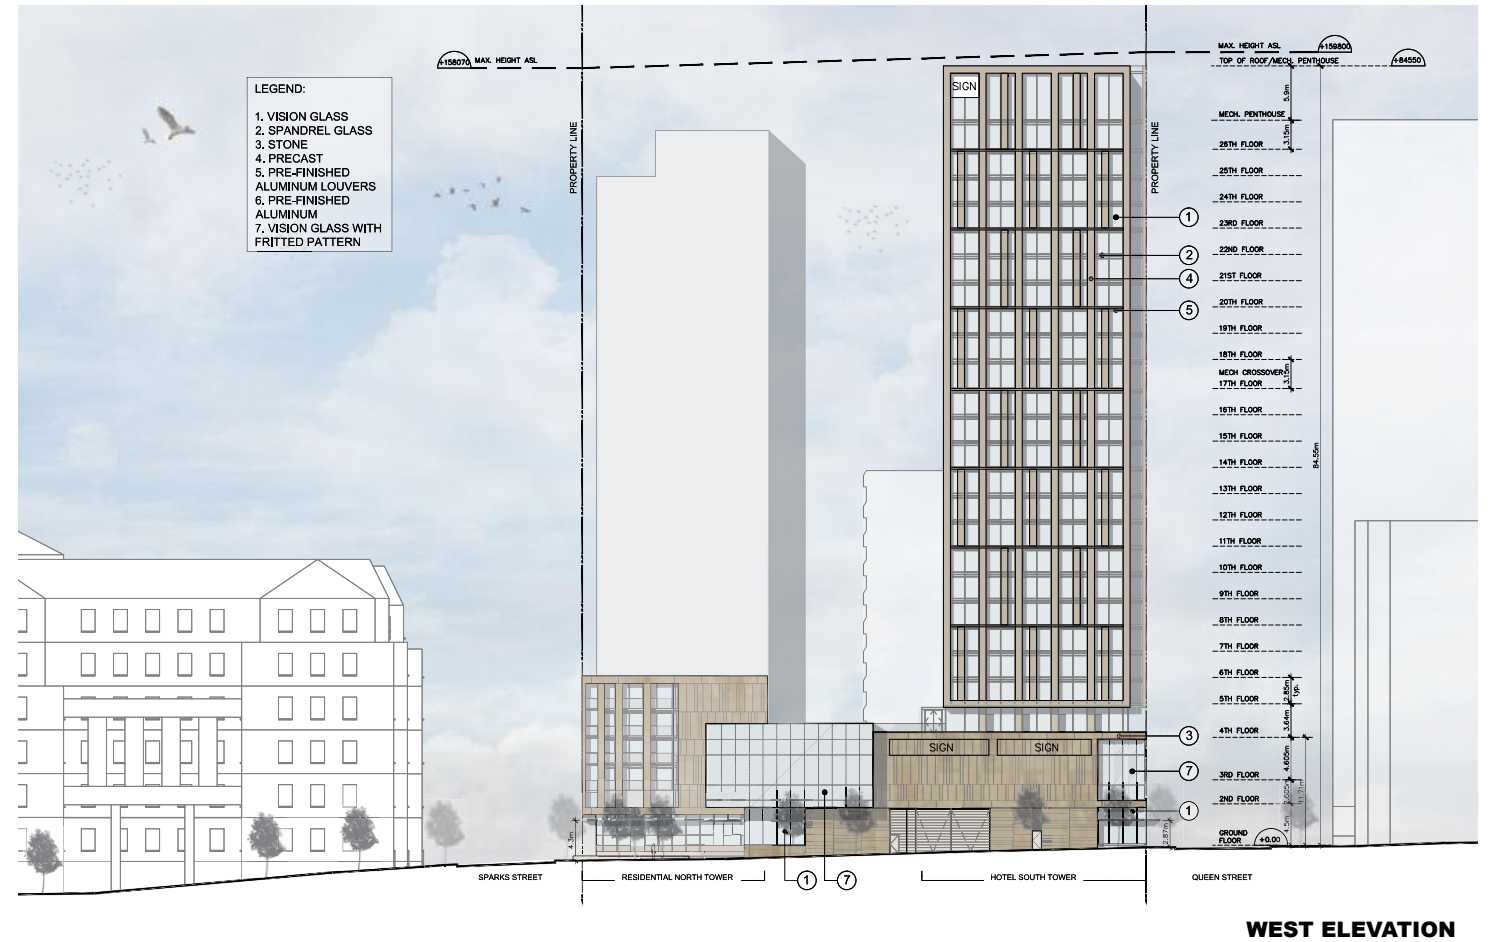 +158070
MAX. HEIGHT ASL
MAX. HEIGHT ASL
+159800
TOP OF ROOF/MECH. PENTHOUSE
+84550
LEGEND:
1. VISION GLASS
2. SPANDREL GLASS
3. STONE
4. PRECAST
5. PRE-FINISHED
ALUMINUM LOUVERS
6. PRE-FINISHED
ALUMINUM
7. VISION GLASS WITH
FRITTED PATTERN
PROPERTY LINE
SIGN
PROPERTY LINE
5.9m
MECH. PENTHOUSE
3.15m
26TH FLOOR
25TH FLOOR
24TH FLOOR
23RD FLOOR
1
22ND FLOOR
2
21ST FLOOR
4
20TH FLOOR
5
19TH FLOOR
18TH FLOOR
MECH CROSSOVER
3.15m
17TH FLOOR
16TH FLOOR
15TH FLOOR
84.55m
14TH FLOOR
13TH FLOOR
12TH FLOOR
11TH FLOOR
10TH FLOOR
9TH FLOOR
8TH FLOOR
7TH FLOOR
6TH FLOOR
2.85m
typ.
5TH FLOOR
3.64m
4TH FLOOR
3
SIGN
SIGN
4.605m
7
3RD FLOOR
2.605m
11.71m
2ND FLOOR
1
4.5m
4.3m
2.87m
GROUND
FLOOR
+0.00
SPARKS STREET
RESIDENTIAL NORTH TOWER
1
7
HOTEL SOUTH TOWER
QUEEN STREET
WEST ELEVATION